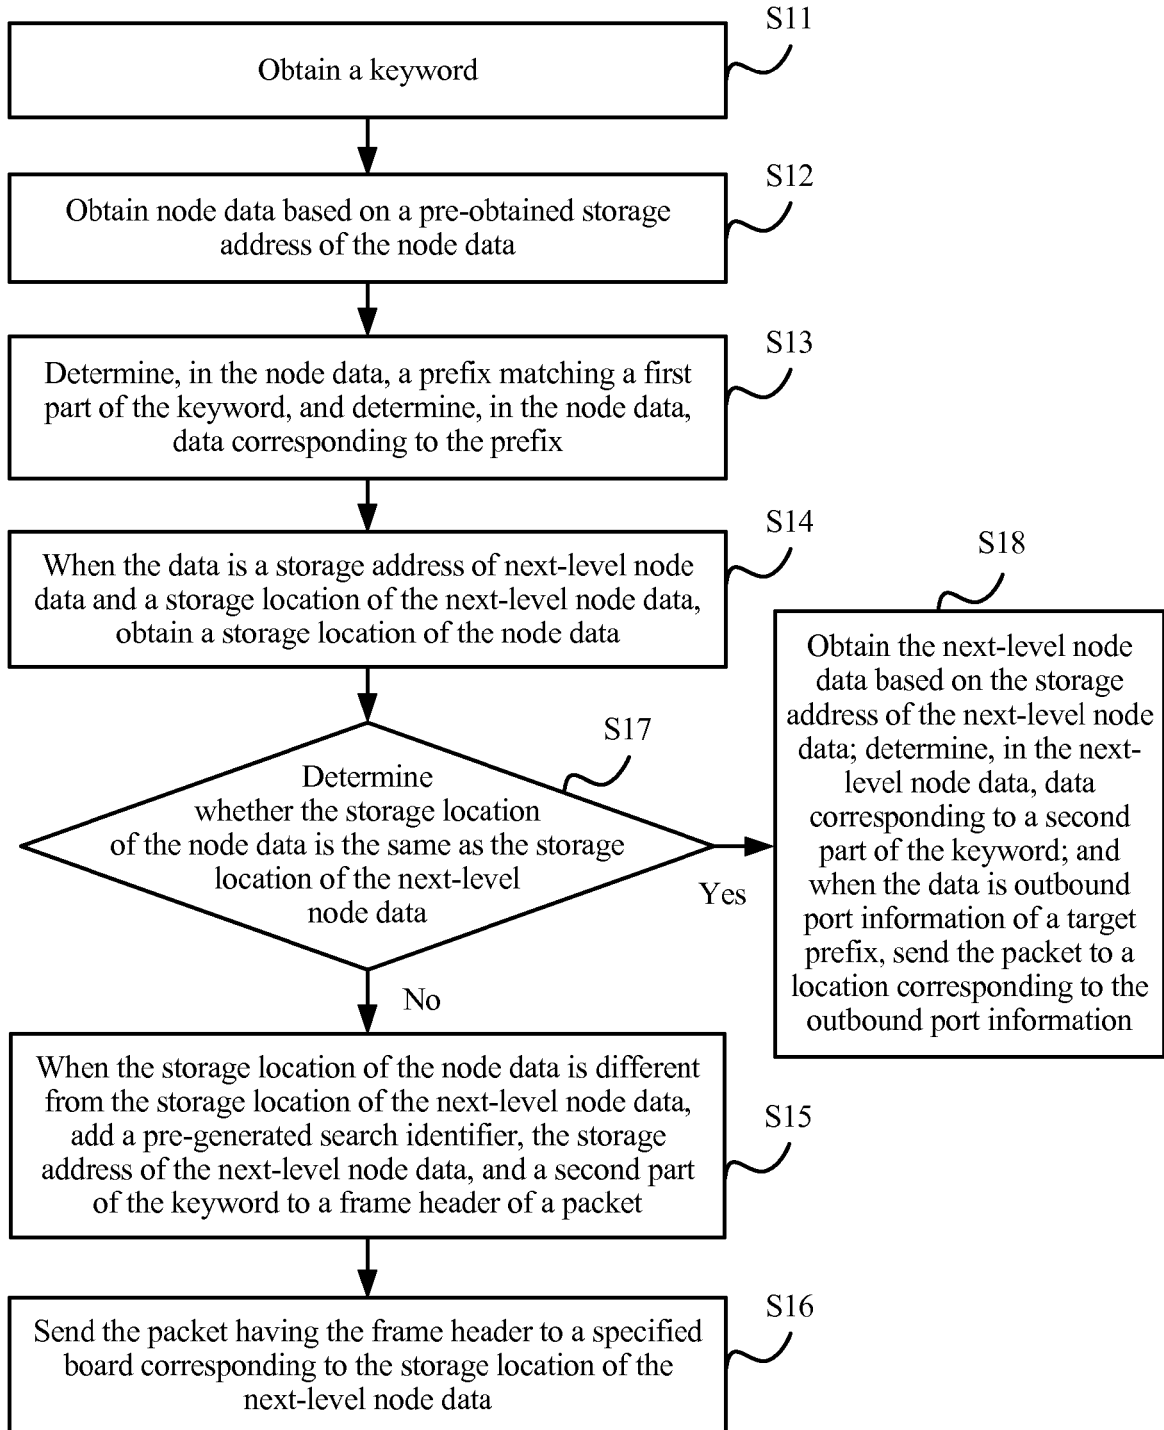 S11
Obtain a keyword
S12
Obtain node data based on a pre-obtained storage
address of the node data
S13
Determine, in the node data, a prefix matching a first
part of the keyword, and determine, in the node data,
data corresponding to the prefix
S14
When the data is a storage address of next-level node
data and a storage location of the next-level node data,
obtain a storage location of the node data
S17
Determine
whether the storage location
of the node data is the same as the storage
location of the next-level
node data
Yes
No
S18
Obtain the next-level node
data based on the storage
address of the next-level node
data; determine, in the next-
level node data, data
corresponding to a second
part of the keyword; and
when the data is outbound
port information of a target
prefix, send the packet to a
location corresponding to the
outbound port information
S15
When the storage location of the node data is different
from the storage location of the next-level node data,
add a pre-generated search identifier, the storage
address of the next-level node data, and a second part
of the keyword to a frame header of a packet
S16
Send the packet having the frame header to a specified
board corresponding to the storage location of the
next-level node data